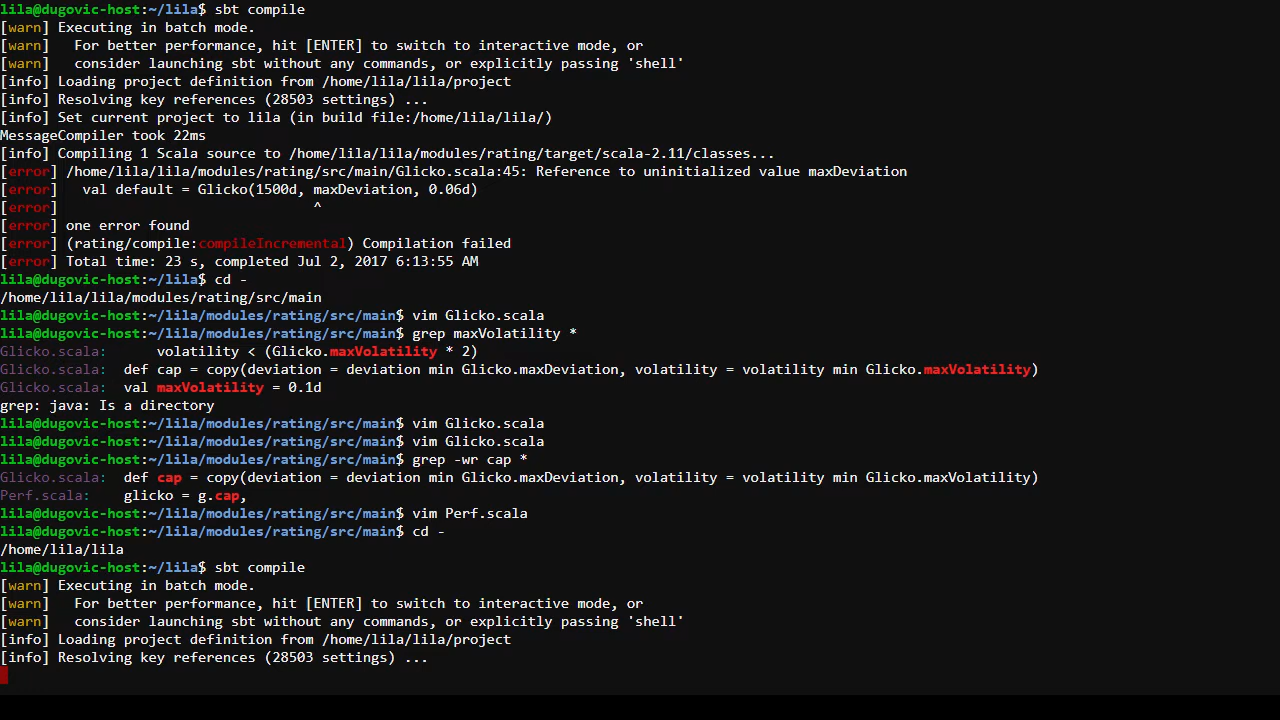 lila@dugovic-host:~/lila$ sbt compile
[warn] Executing in batch mode.
[warn]   For better performance, hit [ENTER] to switch to interactive mode, or
[warn]   consider launching sbt without any commands, or explicitly passing 'shell'
[info] Loading project definition from /home/lila/lila/project
[info] Resolving key references (28503 settings) ...
[info] Set current project to lila (in build file:/home/lila/lila/)
MessageCompiler took 22ms
[info] Compiling 1 Scala source to /home/lila/lila/modules/rating/target/scala-2.11/classes...
[error] /home/lila/lila/modules/rating/src/main/Glicko.scala:45: Reference to uninitialized value maxDeviation
[error]   val default = Glicko(1500d, maxDeviation, 0.06d)
[error]                               ^
[error] one error found
[error] (rating/compile:compileIncremental) Compilation failed
[error] Total time: 23 s, completed Jul 2, 2017 6:13:55 AM
lila@dugovic-host:~/lila$ cd -
/home/lila/lila/modules/rating/src/main
lila@dugovic-host:~/lila/modules/rating/src/main$ vim Glicko.scala
lila@dugovic-host:~/lila/modules/rating/src/main$ grep maxVolatility *
Glicko.scala:      volatility < (Glicko.maxVolatility * 2)
Glicko.scala:  def cap = copy(deviation = deviation min Glicko.maxDeviation, volatility = volatility min Glicko.maxVolatility)
Glicko.scala:  val maxVolatility = 0.1d
grep: java: Is a directory
lila@dugovic-host:~/lila/modules/rating/src/main$ vim Glicko.scala
lila@dugovic-host:~/lila/modules/rating/src/main$ vim Glicko.scala
lila@dugovic-host:~/lila/modules/rating/src/main$ grep -wr cap *
Glicko.scala:  def cap = copy(deviation = deviation min Glicko.maxDeviation, volatility = volatility min Glicko.maxVolatility)
Perf.scala:    glicko = g.cap,
lila@dugovic-host:~/lila/modules/rating/src/main$ vim Perf.scala
lila@dugovic-host:~/lila/modules/rating/src/main$ cd -
/home/lila/lila
lila@dugovic-host:~/lila$ sbt compile
[warn] Executing in batch mode.
[warn]   For better performance, hit [ENTER] to switch to interactive mode, or
[warn]   consider launching sbt without any commands, or explicitly passing 'shell'
[info] Loading project definition from /home/lila/lila/project
[info] Resolving key references (28503 settings) ...